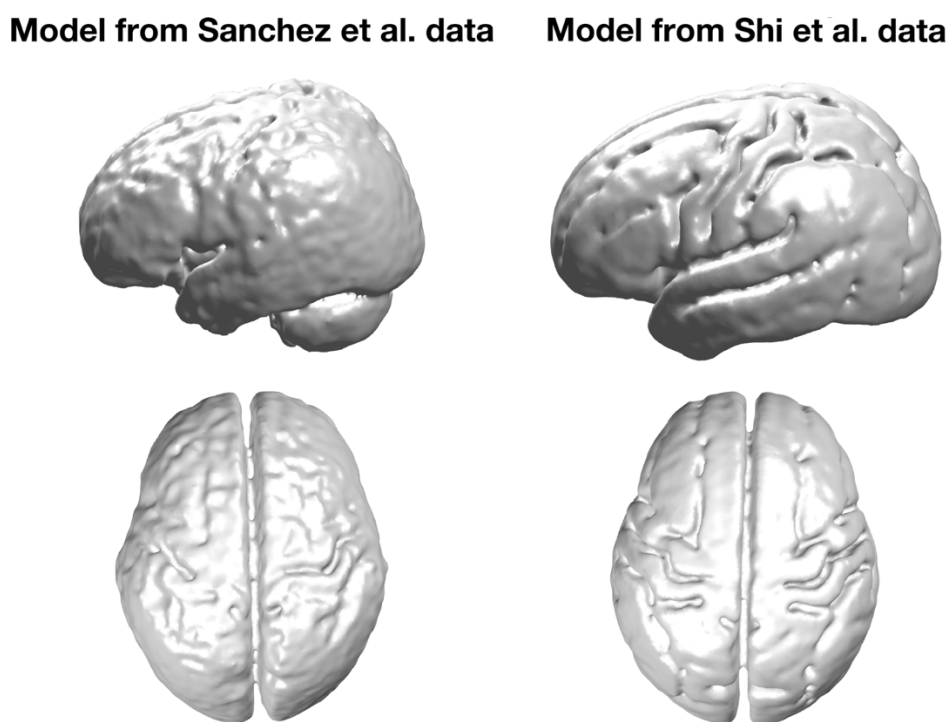 Model from Sanchez et al. data
Model from Shi et al. data